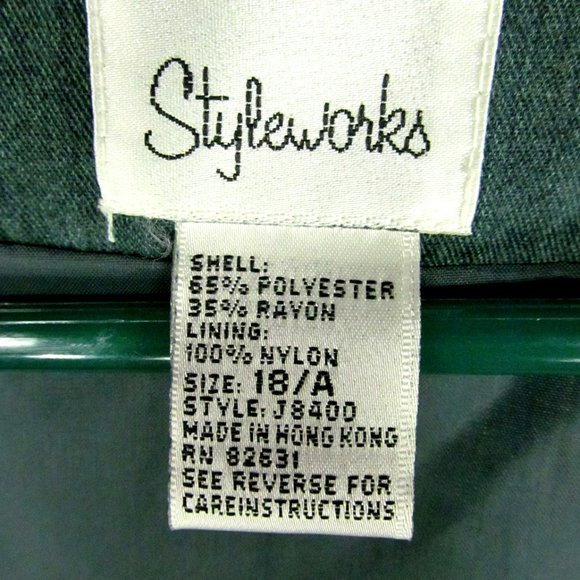 Styleworks
SHELL:
65% POLYESTER
35% RAYON
LINING:
100% NYLON
SIZE: 18/A
STYLE: J8400
MADE IN HONG KONG
RN 82631
SEE REVERSE FOR
CAREINSTRUCTIONS